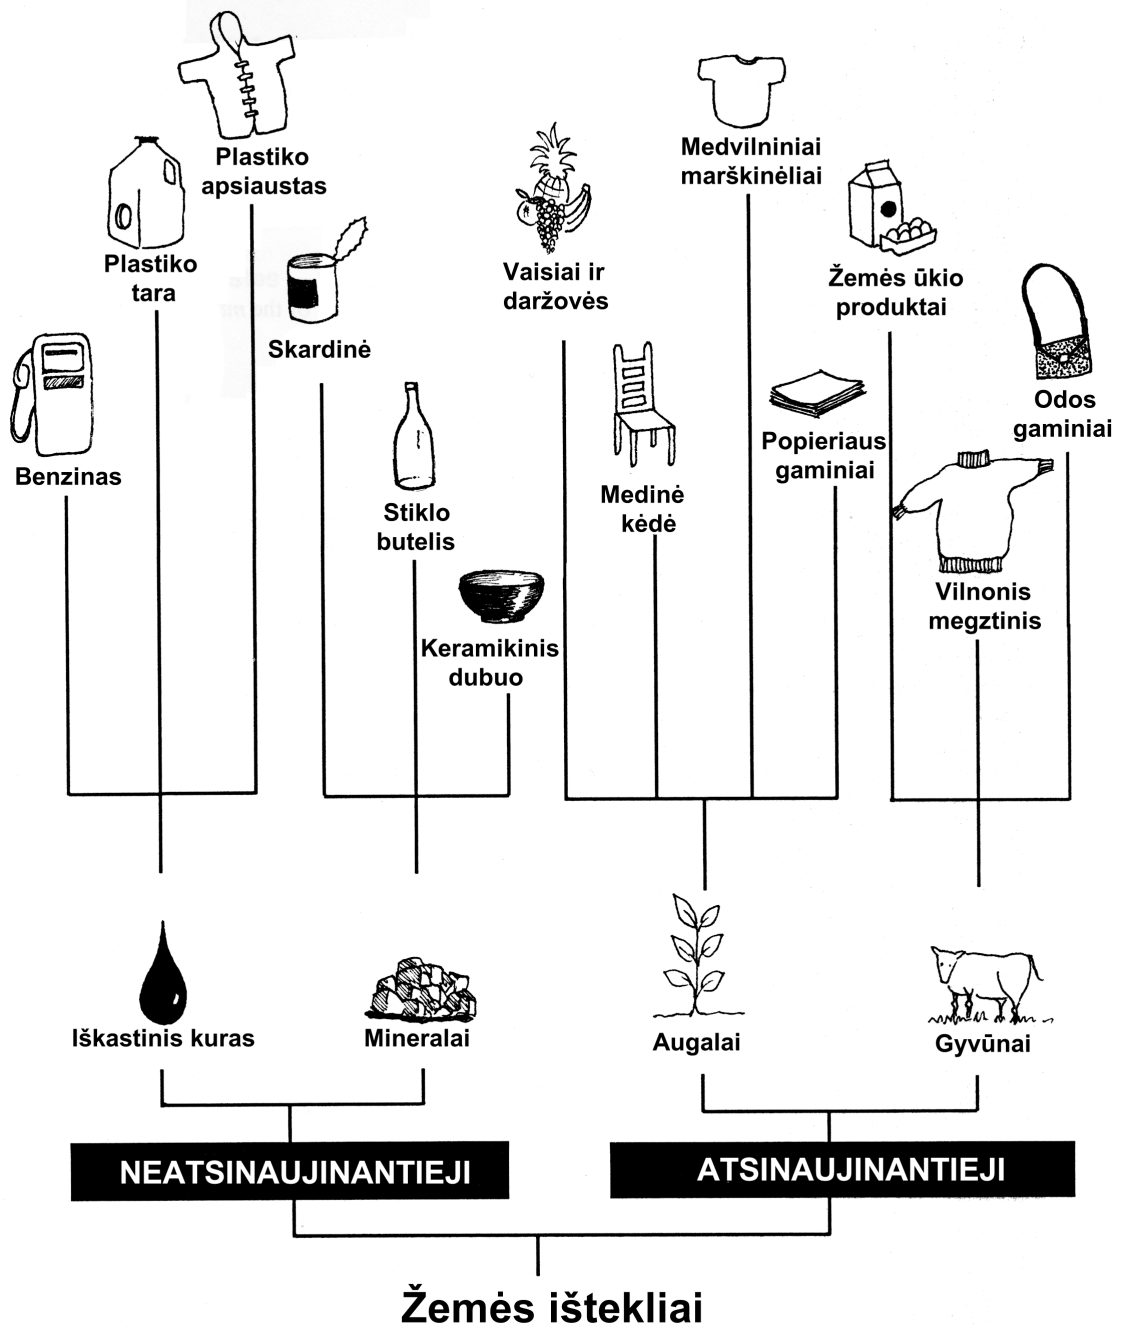 Plastiko
apsiaustas
Medvilniniai
marškinėliai
Plastiko
tara
Vaisiai ir
daržovės
Žemės ūkio
produktai
Skardinė
Odos
gaminiai
Benzinas
Popieriaus
gaminiai
Medinė
kėdė
Stiklo
butelis
Vilnonis
megztinis
Keramikinis
dubuo
Iškastinis kuras
Mineralai
Augalai
Gyvūnai
NEATSINAUJINANTIEJI
ATSINAUJINANTIEJI
Žemės ištekliai